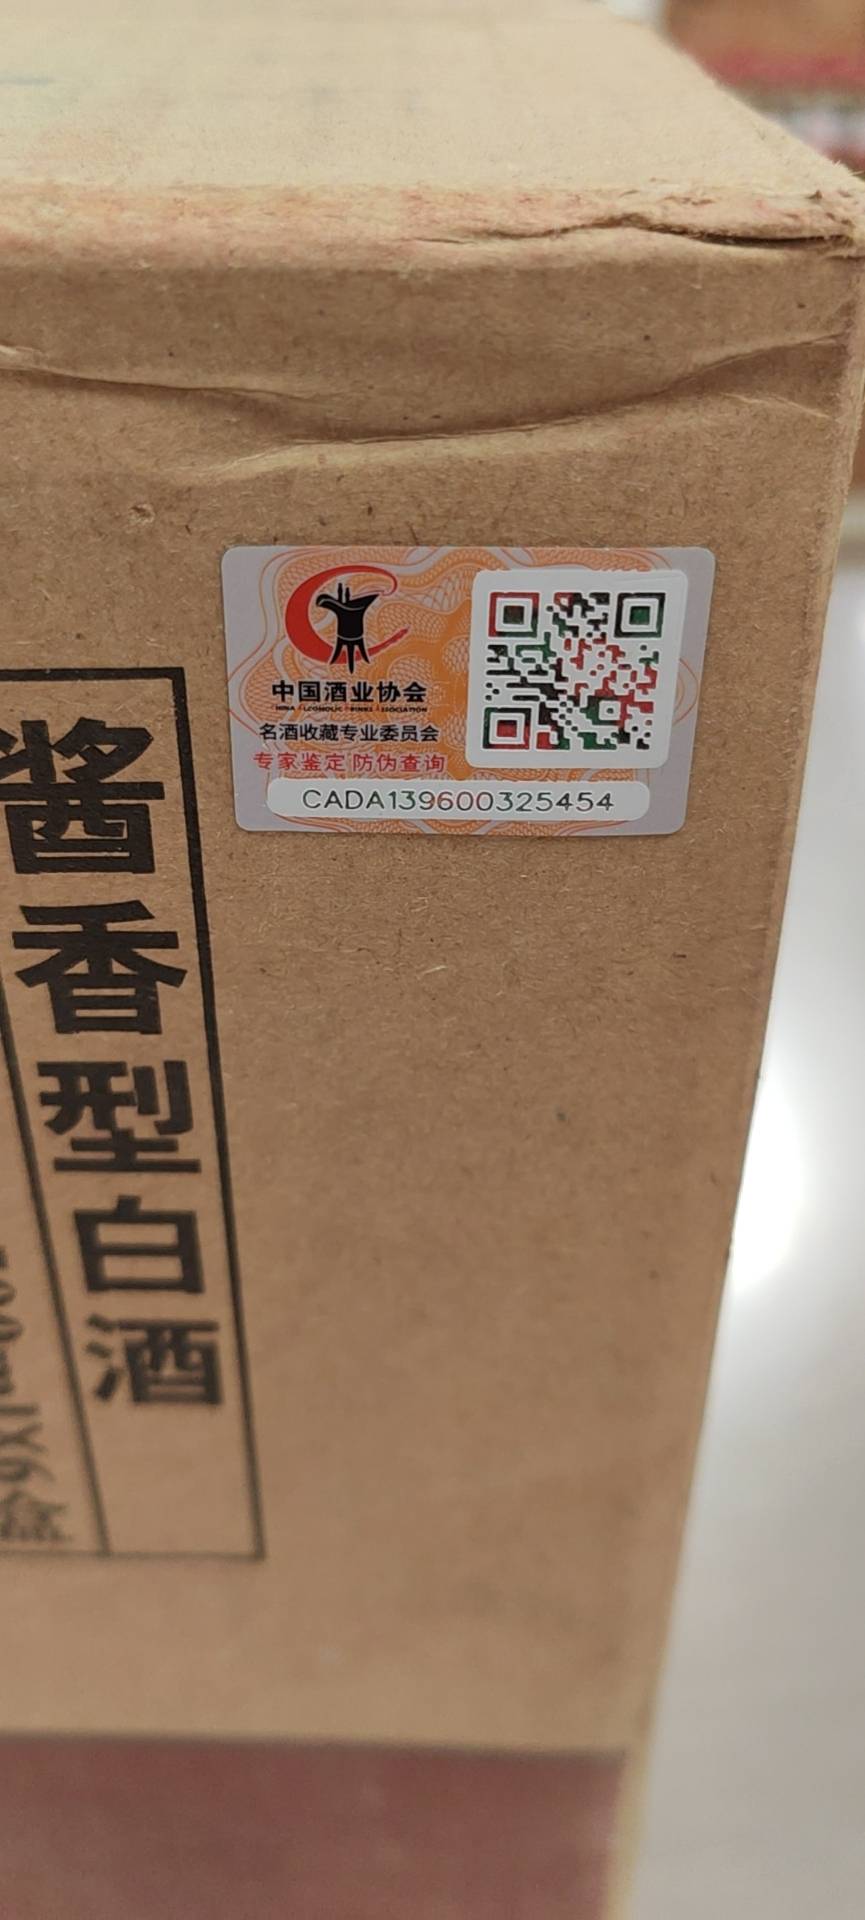 中国酒业协会
名酒收藏专业委员会
专家鉴定 防伪查询
CADA139600325454
酱香型白酒
盒